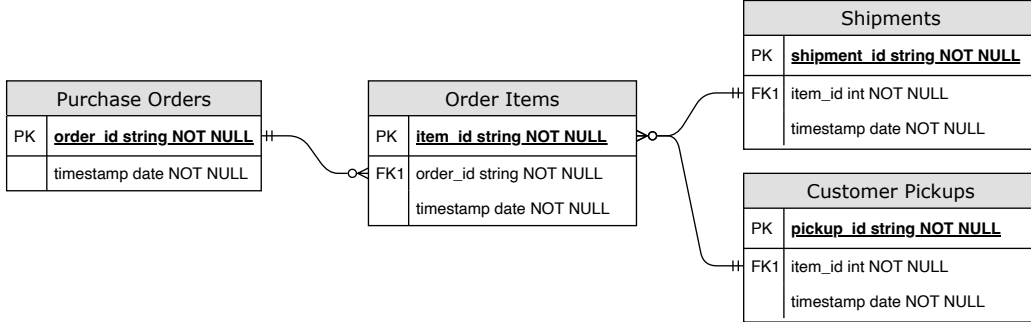 Purchase Orders
PK order_id string NOT NULL
timestamp date NOT NULL
Order Items
PK item_id string NOT NULL
FK1 order_id string NOT NULL
timestamp date NOT NULL
Shipments
PK shipment_id string NOT NULL
FK1 item_id int NOT NULL
timestamp date NOT NULL
Customer Pickups
PK pickup_id string NOT NULL
FK1 item_id int NOT NULL
timestamp date NOT NULL